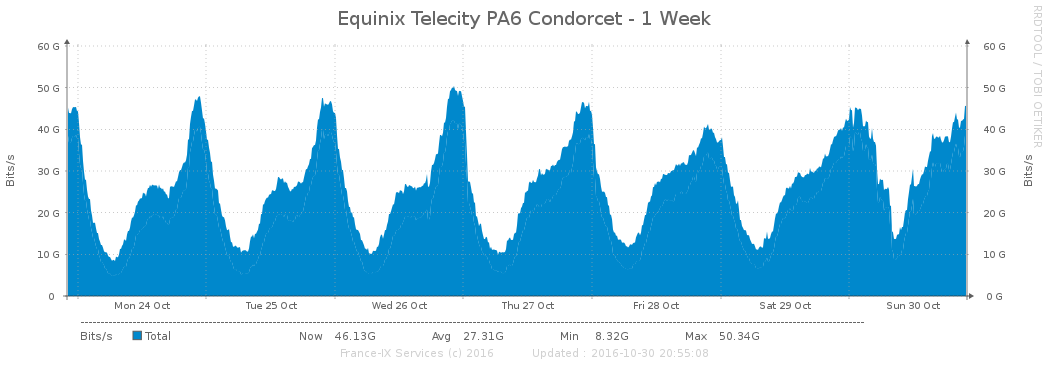 Equinix Telecity PA6 Condorcet - 1 Week
RRDTOOL / TOBI OETIKER
Bits/s
60 G 60 G
50 G 50 G
40 G 40 G
30 G 30 G
20 G 20 G
10 G 10 G
0 0 G
Bits/s
Mon 24 Oct Tue 25 Oct Wed 26 Oct Thu 27 Oct Fri 28 Oct Sat 29 Oct Sun 30 Oct
Bits/s Total Now 46.13G Avg 27.31G Min 8.32G Max 50.34G
France-IX Services (c) 2016 Updated : 2016-10-30 20:55:08